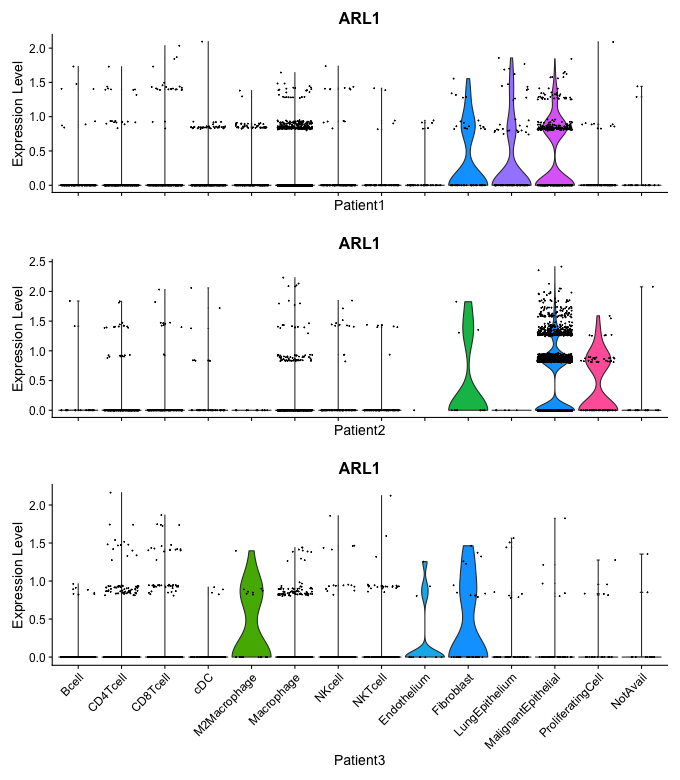 ARL1
Expression Level
2.0
1.5
1.0
0.5
0.0
Patient1
ARL1
Expression Level
2.5
2.0
1.5
1.0
0.5
0.0
Patient2
ARL1
Expression Level
2.0
1.5
1.0
0.5
0.0
Bcell
CD4Tcell
CD8Tcell
cDC
M2Macrophage
Macrophage
NKcell
NKTcell
Endothelium
Fibroblast
LungEpithelium
MalignantEpithelial
ProliferatingCell
NotAvail
Patient3